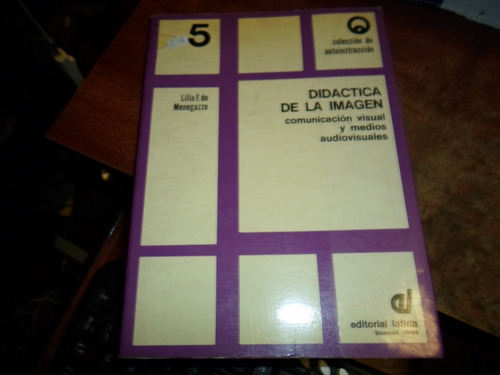 5
colección de
autoinstrucción
Lilia F. de
Menegazzo
DIDACTICA
DE LA IMAGEN
comunicación visual
y medios
audiovisuales
el
editorial latina
buenos aires